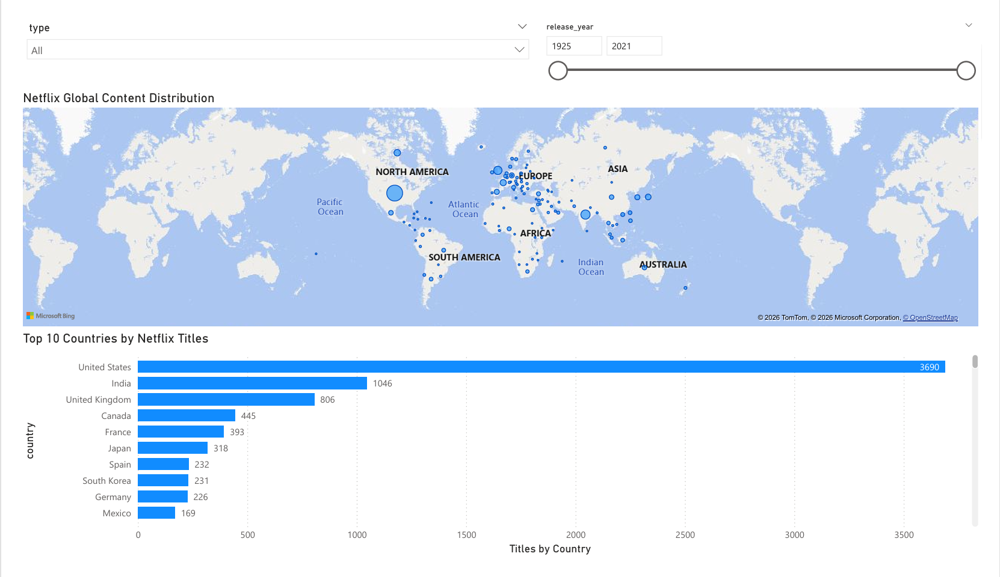 type
All
release_year
1925 2021
Netflix Global Content Distribution
NORTH AMERICA
EUROPE
ASIA
Pacific
Ocean
Atlantic
Ocean
AFRICA
SOUTH AMERICA
Indian
Ocean
AUSTRALIA
Microsoft Bing
© 2026 TomTom, © 2026 Microsoft Corporation, © OpenStreetMap
Top 10 Countries by Netflix Titles
country
United States 3690
India 1046
United Kingdom 806
Canada 445
France 393
Japan 318
Spain 232
South Korea 231
Germany 226
Mexico 169
0 500 1000 1500 2000 2500 3000 3500
Titles by Country